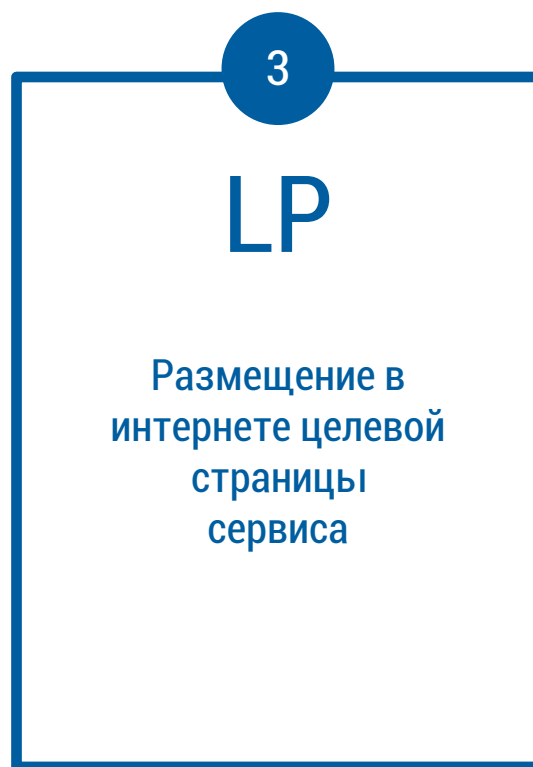 3
LP
Размещение в
интернете целевой
страницы
сервиса